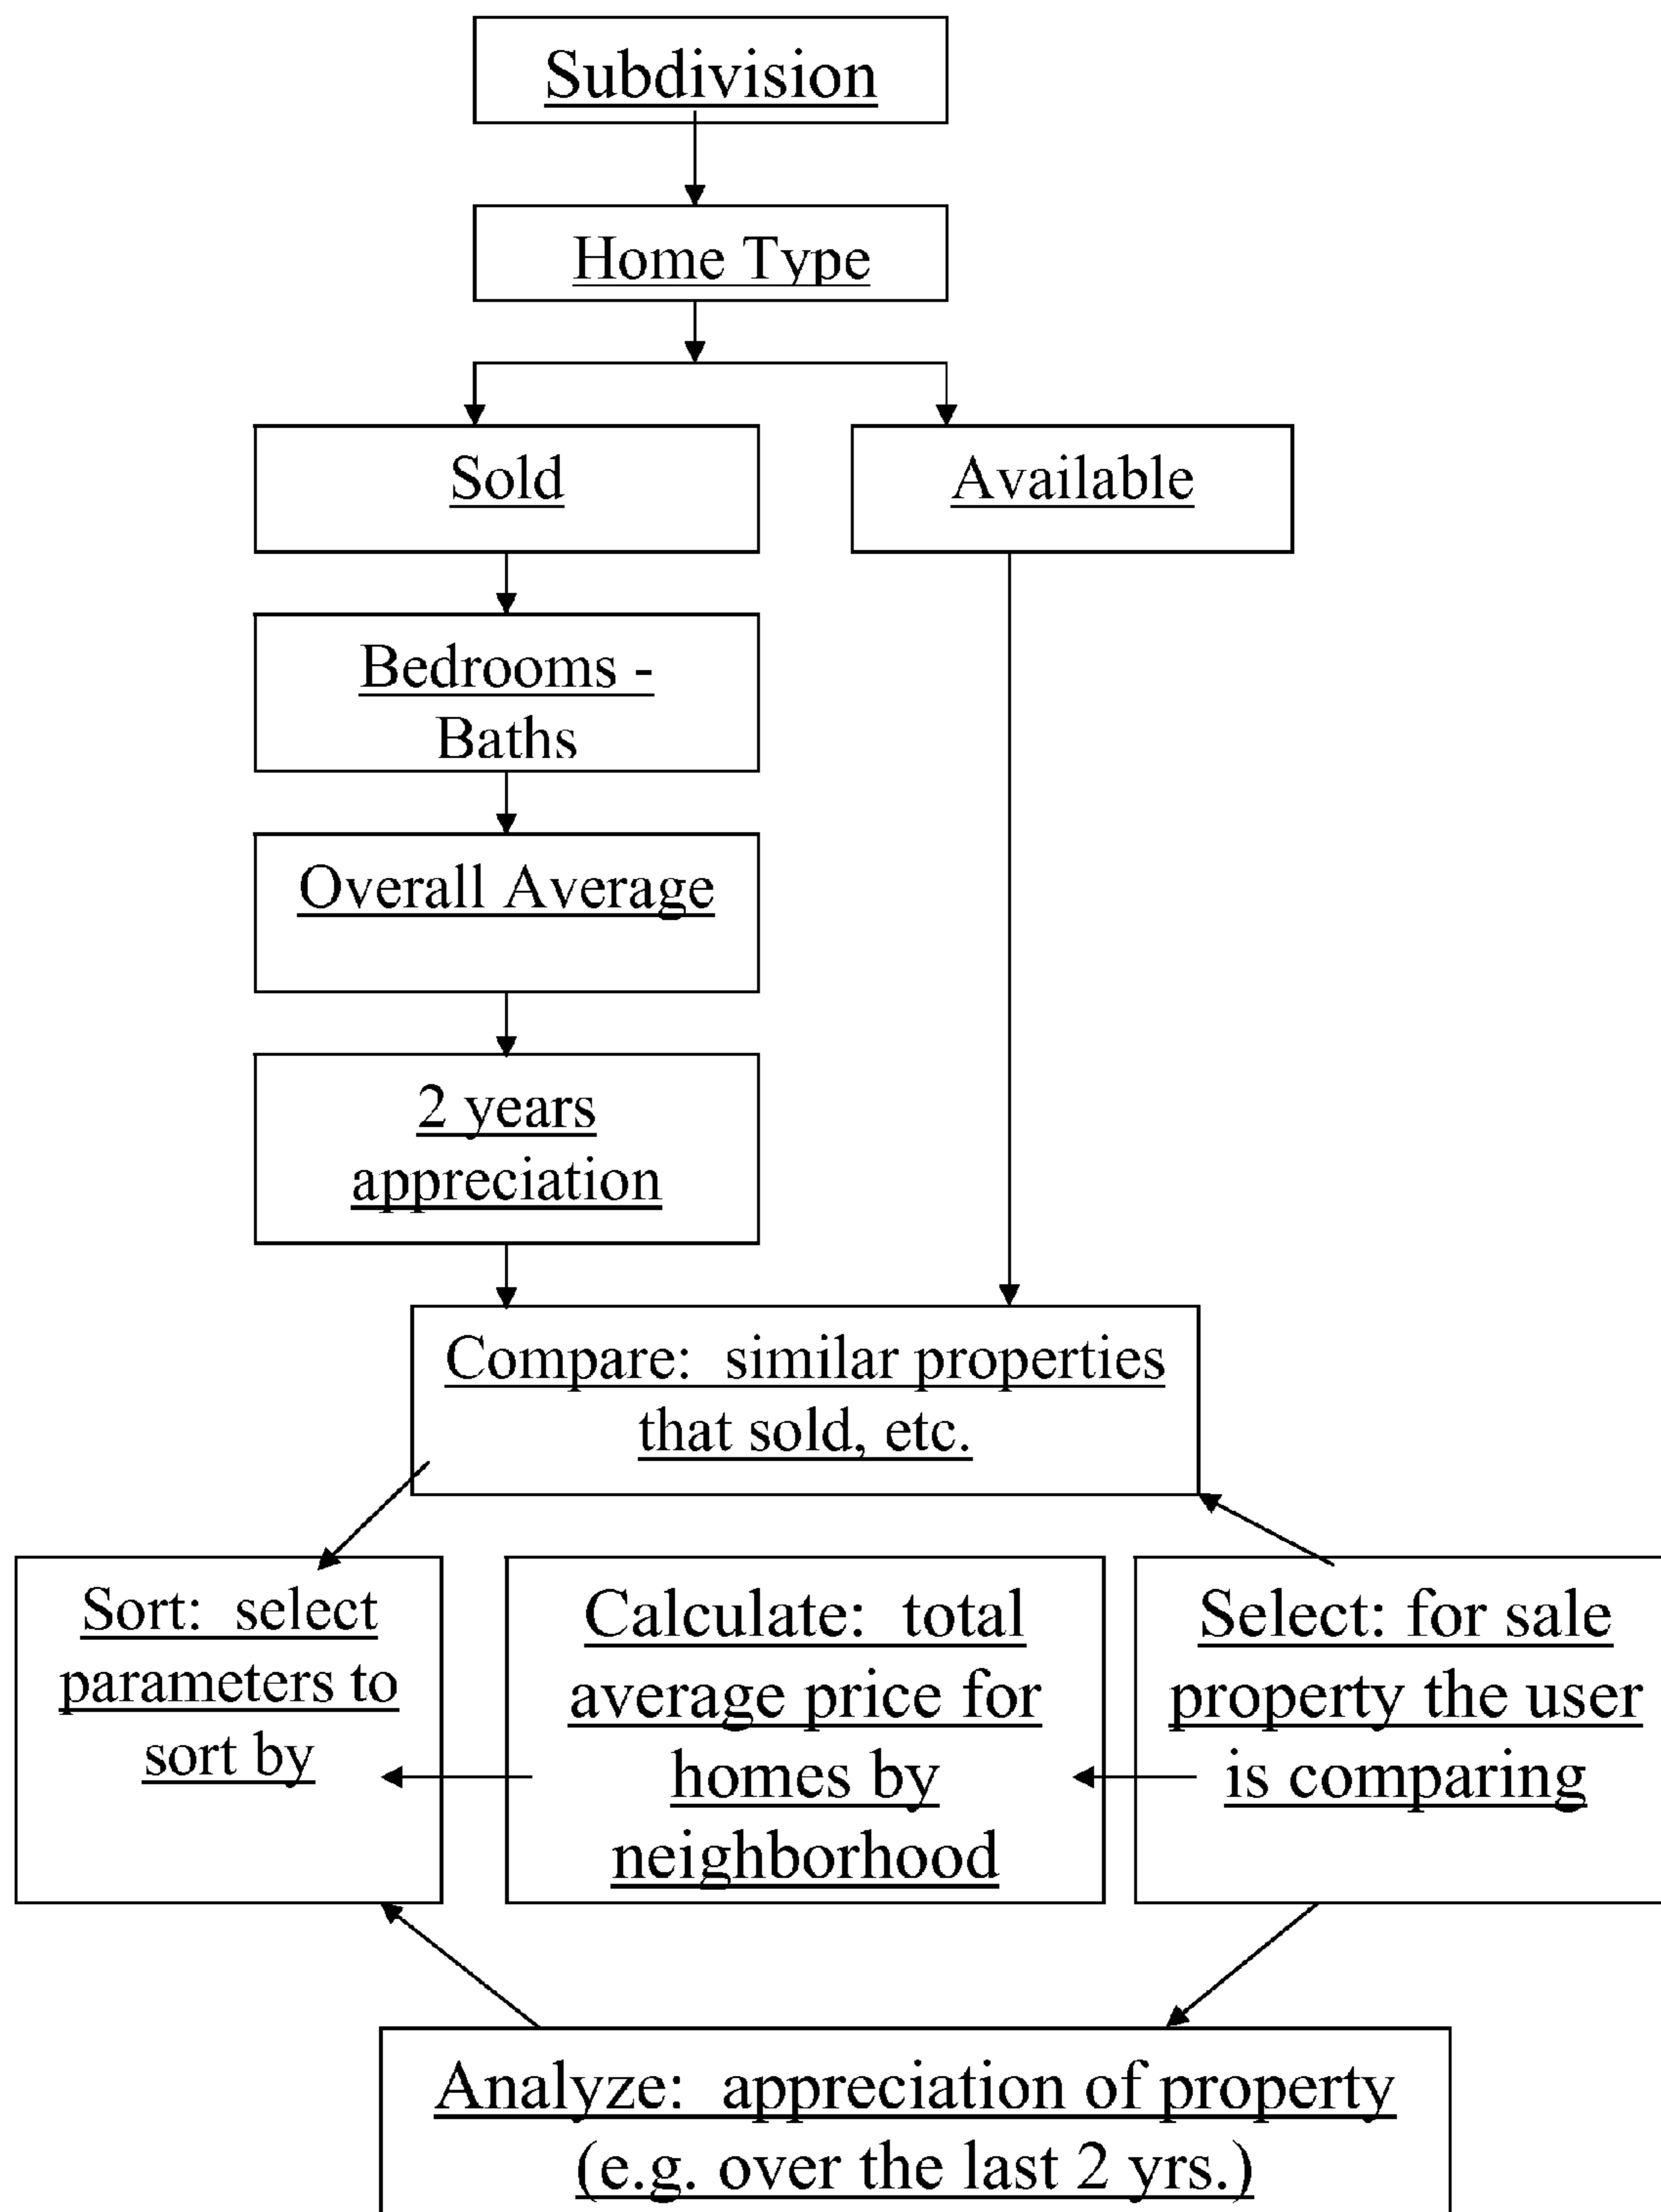 Subdivision
Home Type
Sold
Available
Bedrooms -
Baths
Overall Average
2 years
appreciation
Compare:  similar properties
that sold, etc.
Sort:  select
parameters to
sort by
Calculate:  total
average price for
homes by
neighborhood
Select: for sale
property the user
is comparing
Analyze:  appreciation of property
(e.g. over the last 2 yrs.)